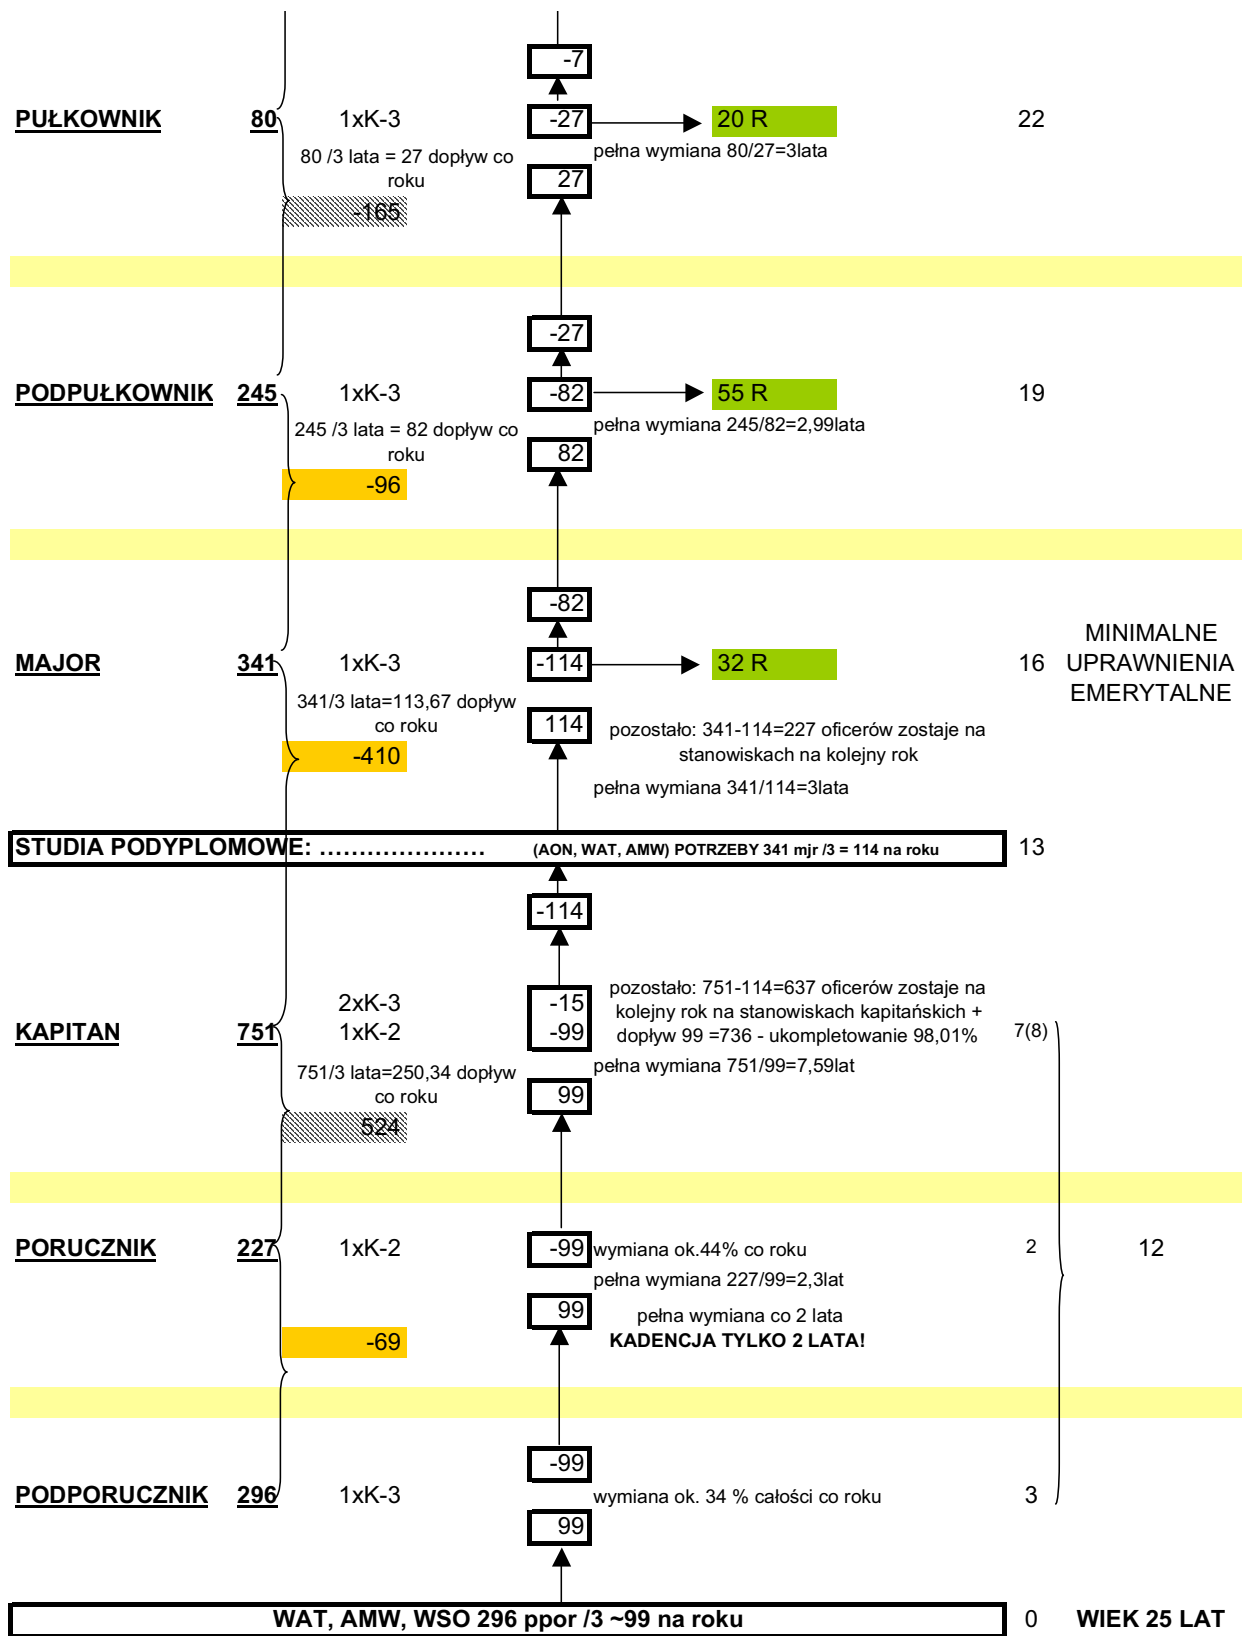 -7
PUŁKOWNIK 80 1xK-3 -27 20 R 22
80 /3 lata = 27 dopływ co
roku
pełna wymiana 80/27=3lata
27
-165
-27
PODPUŁKOWNIK 245 1xK-3 -82 55 R 19
245 /3 lata = 82 dopływ co
roku
pełna wymiana 245/82=2,99lata
82
-96
-82
MAJOR 341 1xK-3 -114 32 R 16
MINIMALNE
UPRAWNIENIA
EMERYTALNE
341/3 lata=113,67 dopływ
co roku
114
pozostało: 341-114=227 oficerów zostaje na
stanowiskach na kolejny rok
-410
pełna wymiana 341/114=3lata
STUDIA PODYPLOMOWE: ..................... (AON, WAT, AMW) POTRZEBY 341 mjr /3 = 114 na roku 13
-114
2xK-3 -15
KAPITAN 751 1xK-2 -99 7(8)
pozostało: 751-114=637 oficerów zostaje na
kolejny rok na stanowiskach kapitańskich +
dopływ 99 =736 - ukompletowanie 98,01%
751/3 lata=250,34 dopływ
co roku
pełna wymiana 751/99=7,59lat
99
524
PORUCZNIK 227 1xK-2 -99 wymiana ok.44% co roku 2 12
pełna wymiana 227/99=2,3lat
99
pełna wymiana co 2 lata
KADENCJA TYLKO 2 LATA!
-69
-99
PODPORUCZNIK 296 1xK-3 wymiana ok. 34 % całości co roku 3
99
WAT, AMW, WSO 296 ppor /3 ~99 na roku 0 WIEK 25 LAT